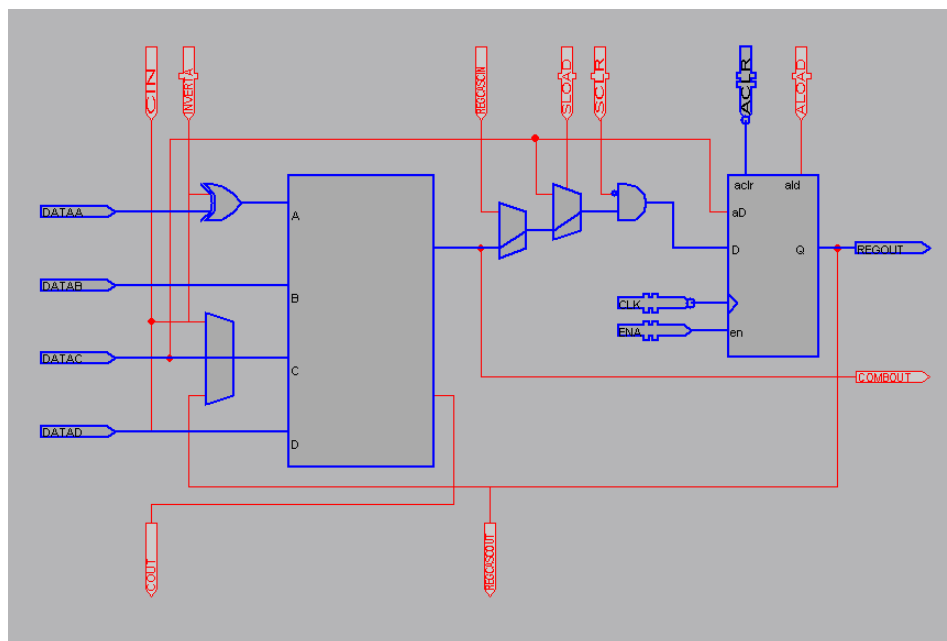 CIN
INVERTA
REGCASCIN
SLOAD
SCLR
ACLR
ALOAD
aclr
ald
DATAA
A
aD
DATAB
B
D
Q
REGOUT
CLK
ENA
en
DATAC
C
COMBOUT
DATAD
D
COUT
REGCASCOUT